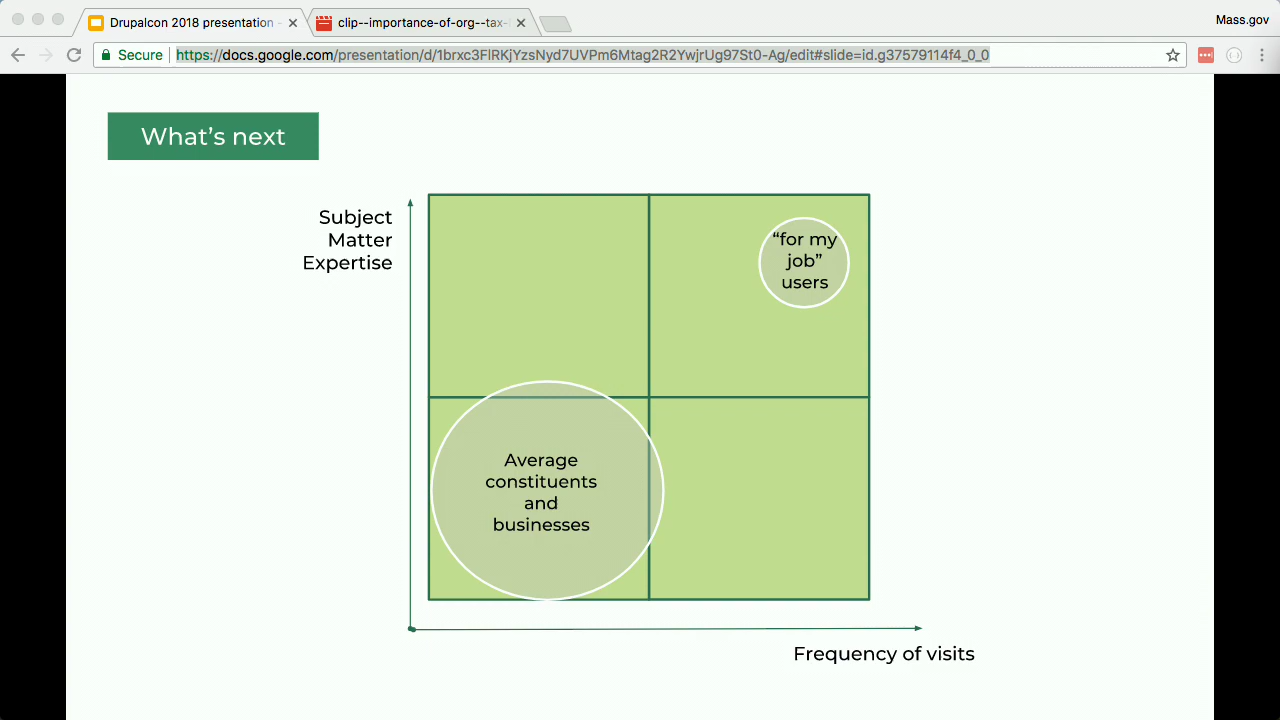 Drupalcon 2018 presentation -
clip--importance-of-org--tax-
Mass.gov
Secure
https://docs.google.com/presentation/d/1brxc3FlRKjYzsNyd7UVPm6Mtag2R2YwjrUg97St0-Ag/edit#slide=id.g37579114f4_0_0
What's next
Subject
Matter
Expertise
“for my
job”
users
Average
constituents
and
businesses
Frequency of visits